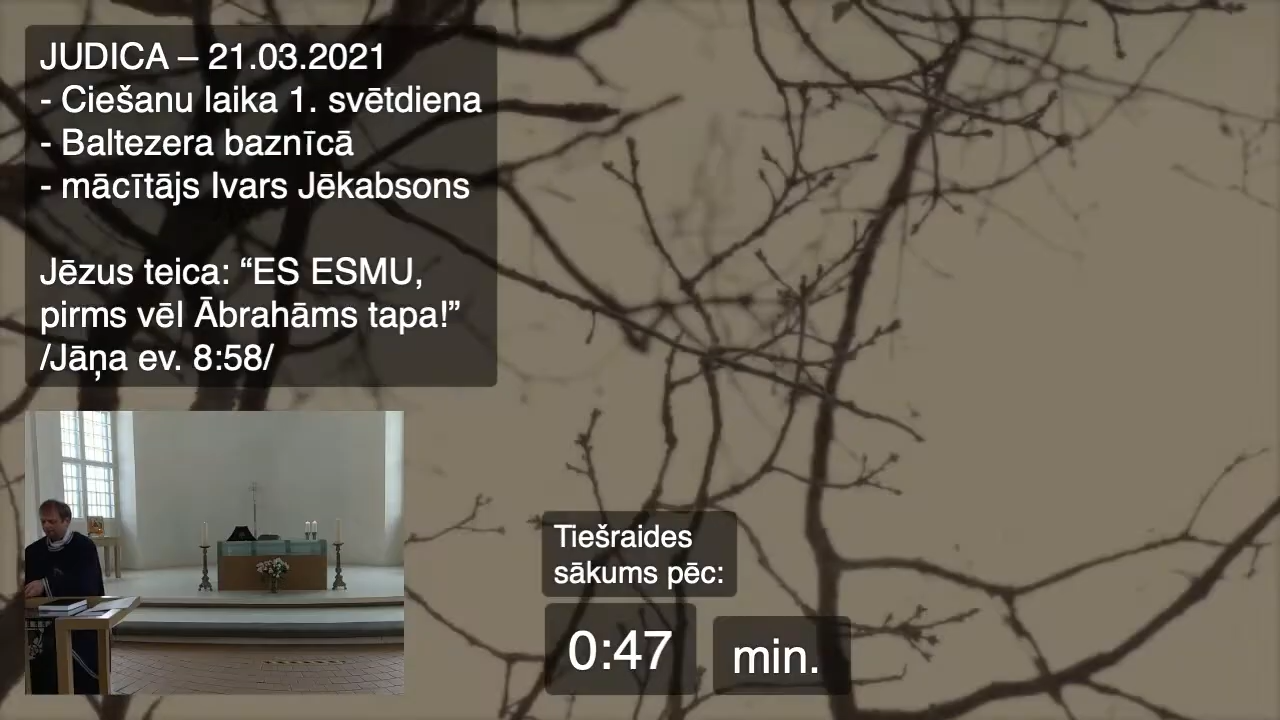 JUDICA – 21.03.2021
- Ciešanu laika 1. svētdiena
- Baltezera baznīcā
- mācītājs Ivars Jēkabsons
Jēzus teica: “ES ESMU,
pirms vēl Ābrahāms tapa!”
/Jāņa ev. 8:58/
Tiešraides
sākums pēc:
0:47 min.